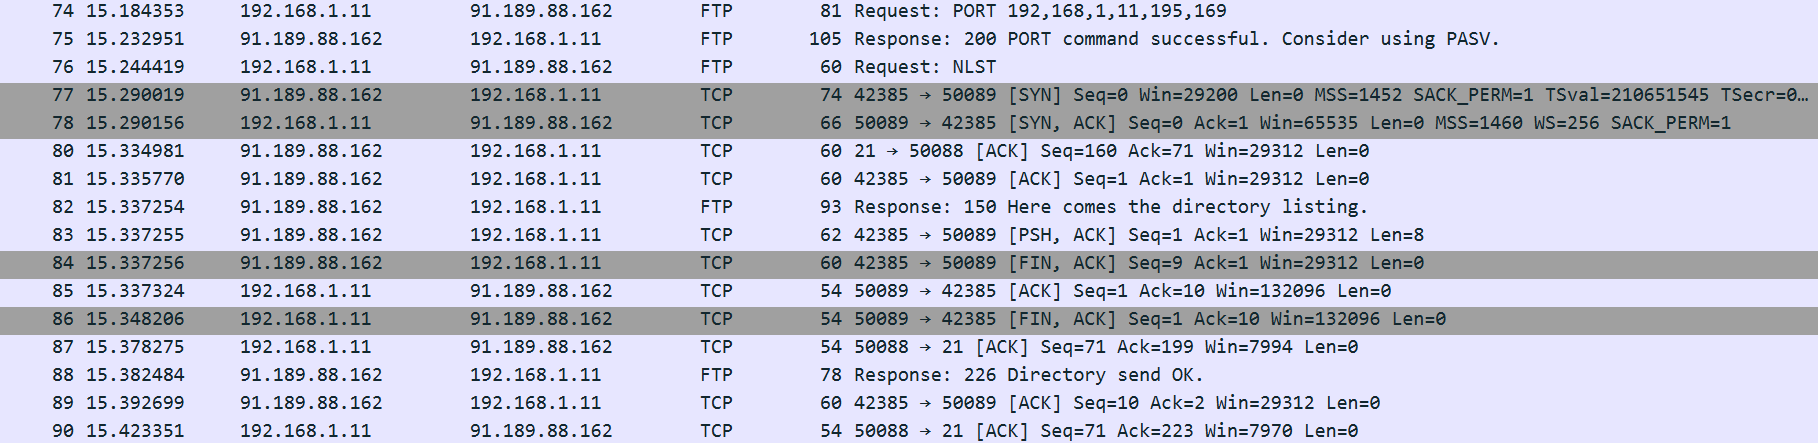 74 15.184353 192.168.1.11 91.189.88.162 FTP 81 Request: PORT 192,168,1,11,195,169
75 15.232951 91.189.88.162 192.168.1.11 FTP 105 Response: 200 PORT command successful. Consider using PASV.
76 15.244419 192.168.1.11 91.189.88.162 FTP 60 Request: NLST
77 15.290019 91.189.88.162 192.168.1.11 TCP 74 42385 → 50089 [SYN] Seq=0 Win=29200 Len=0 MSS=1452 SACK_PERM=1 TSval=210651545 TSecr=0…
78 15.290156 192.168.1.11 91.189.88.162 TCP 66 50089 → 42385 [SYN, ACK] Seq=0 Ack=1 Win=65535 Len=0 MSS=1460 WS=256 SACK_PERM=1
80 15.334981 91.189.88.162 192.168.1.11 TCP 60 21 → 50088 [ACK] Seq=160 Ack=71 Win=29312 Len=0
81 15.335770 91.189.88.162 192.168.1.11 TCP 60 42385 → 50089 [ACK] Seq=1 Ack=1 Win=29312 Len=0
82 15.337254 91.189.88.162 192.168.1.11 FTP 93 Response: 150 Here comes the directory listing.
83 15.337255 91.189.88.162 192.168.1.11 TCP 62 42385 → 50089 [PSH, ACK] Seq=1 Ack=1 Win=29312 Len=8
84 15.337256 91.189.88.162 192.168.1.11 TCP 60 42385 → 50089 [FIN, ACK] Seq=9 Ack=1 Win=29312 Len=0
85 15.337324 192.168.1.11 91.189.88.162 TCP 54 50089 → 42385 [ACK] Seq=1 Ack=10 Win=132096 Len=0
86 15.348206 192.168.1.11 91.189.88.162 TCP 54 50089 → 42385 [FIN, ACK] Seq=1 Ack=10 Win=132096 Len=0
87 15.378275 192.168.1.11 91.189.88.162 TCP 54 50088 → 21 [ACK] Seq=71 Ack=199 Win=7994 Len=0
88 15.382484 91.189.88.162 192.168.1.11 FTP 78 Response: 226 Directory send OK.
89 15.392699 91.189.88.162 192.168.1.11 TCP 60 42385 → 50089 [ACK] Seq=10 Ack=2 Win=29312 Len=0
90 15.423351 192.168.1.11 91.189.88.162 TCP 54 50088 → 21 [ACK] Seq=71 Ack=223 Win=7970 Len=0